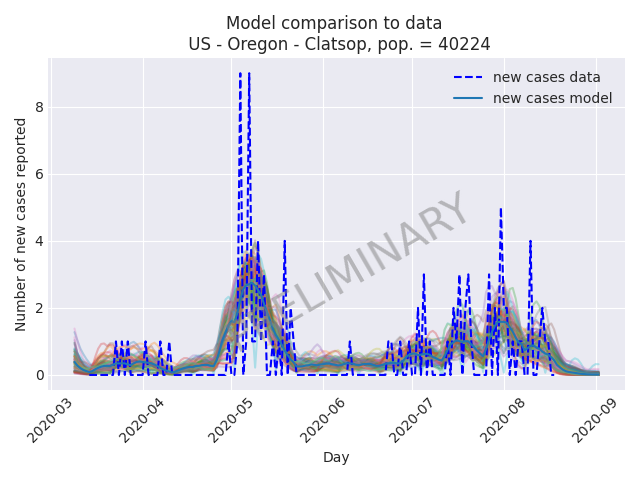 Model comparison to data
US - Oregon - Clatsop, pop. = 40224
new cases data
new cases model
Number of new cases reported
8
6
4
2
0
2020-03
2020-04
2020-05
2020-06
2020-07
2020-08
2020-09
Day